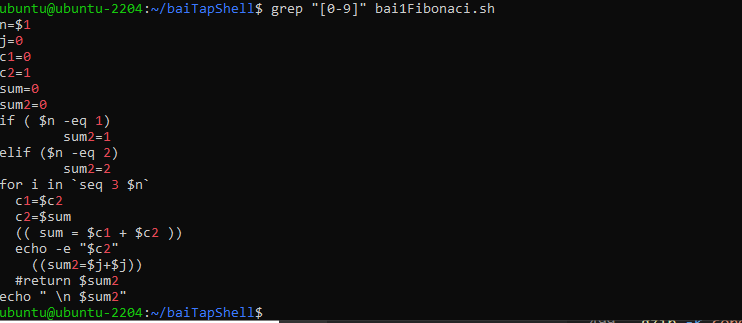 ubuntu@ubuntu-2204:~/baiTapShell$ grep "[0-9]" bai1Fibonaci.sh
n=$1
j=0
c1=0
c2=1
sum=0
sum2=0
if ( $n -eq 1)
        sum2=1
elif ($n -eq 2)
        sum2=2
for i in `seq 3 $n`
  c1=$c2
  c2=$sum
  (( sum = $c1 + $c2 ))
  echo -e "$c2"
    ((sum2=$j+$j))
  #return $sum2
echo " \n $sum2"
ubuntu@ubuntu-2204:~/baiTapShell$